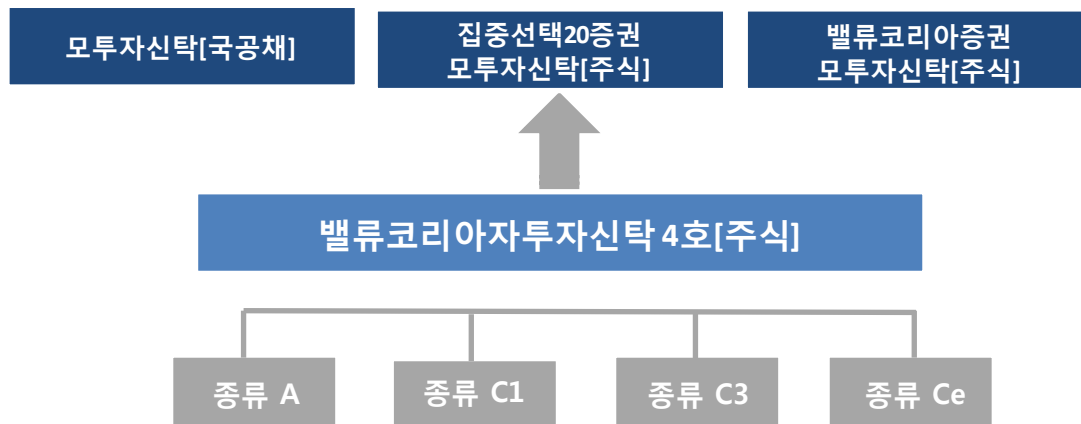 모투자신탁[국공채]
집중선택20증권
모투자신탁[주식]
밸류코리아증권
모투자신탁[주식]
밸류코리아자투자신탁 4호[주식]
종류 A
종류 C1
종류 C3
종류 Ce